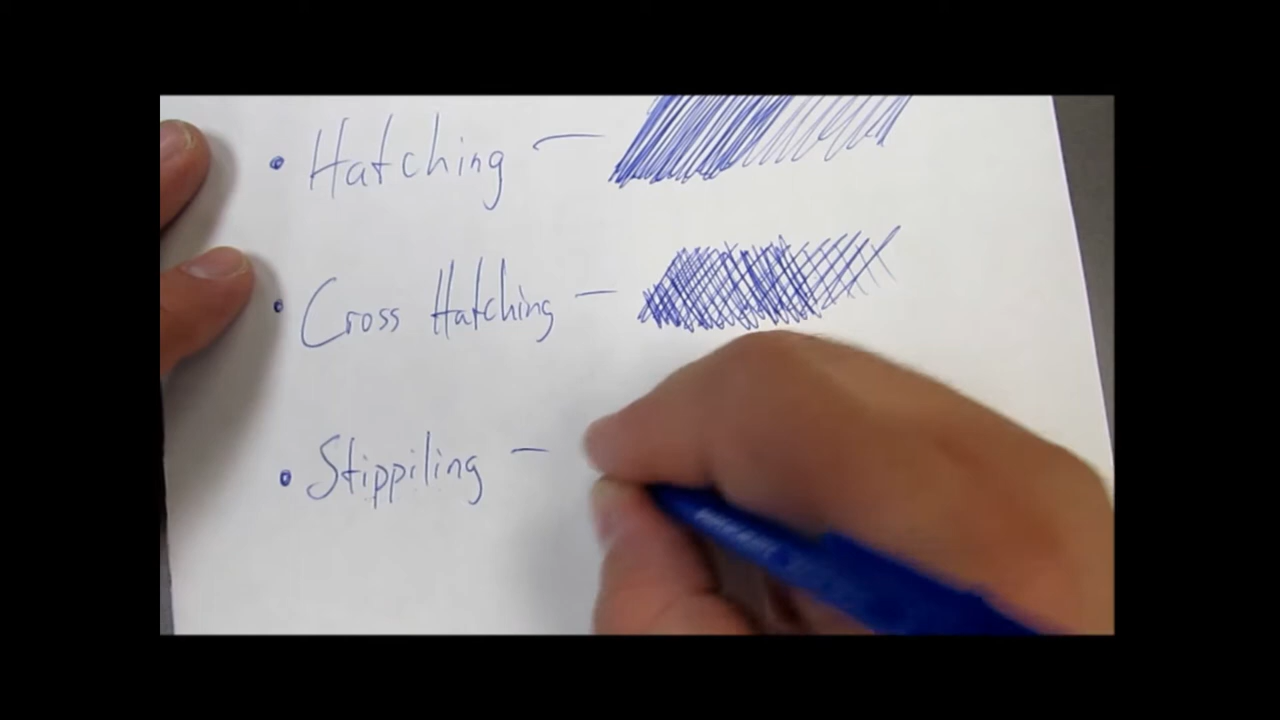 • Hatching —
• Cross Hatching —
• Stippiling —